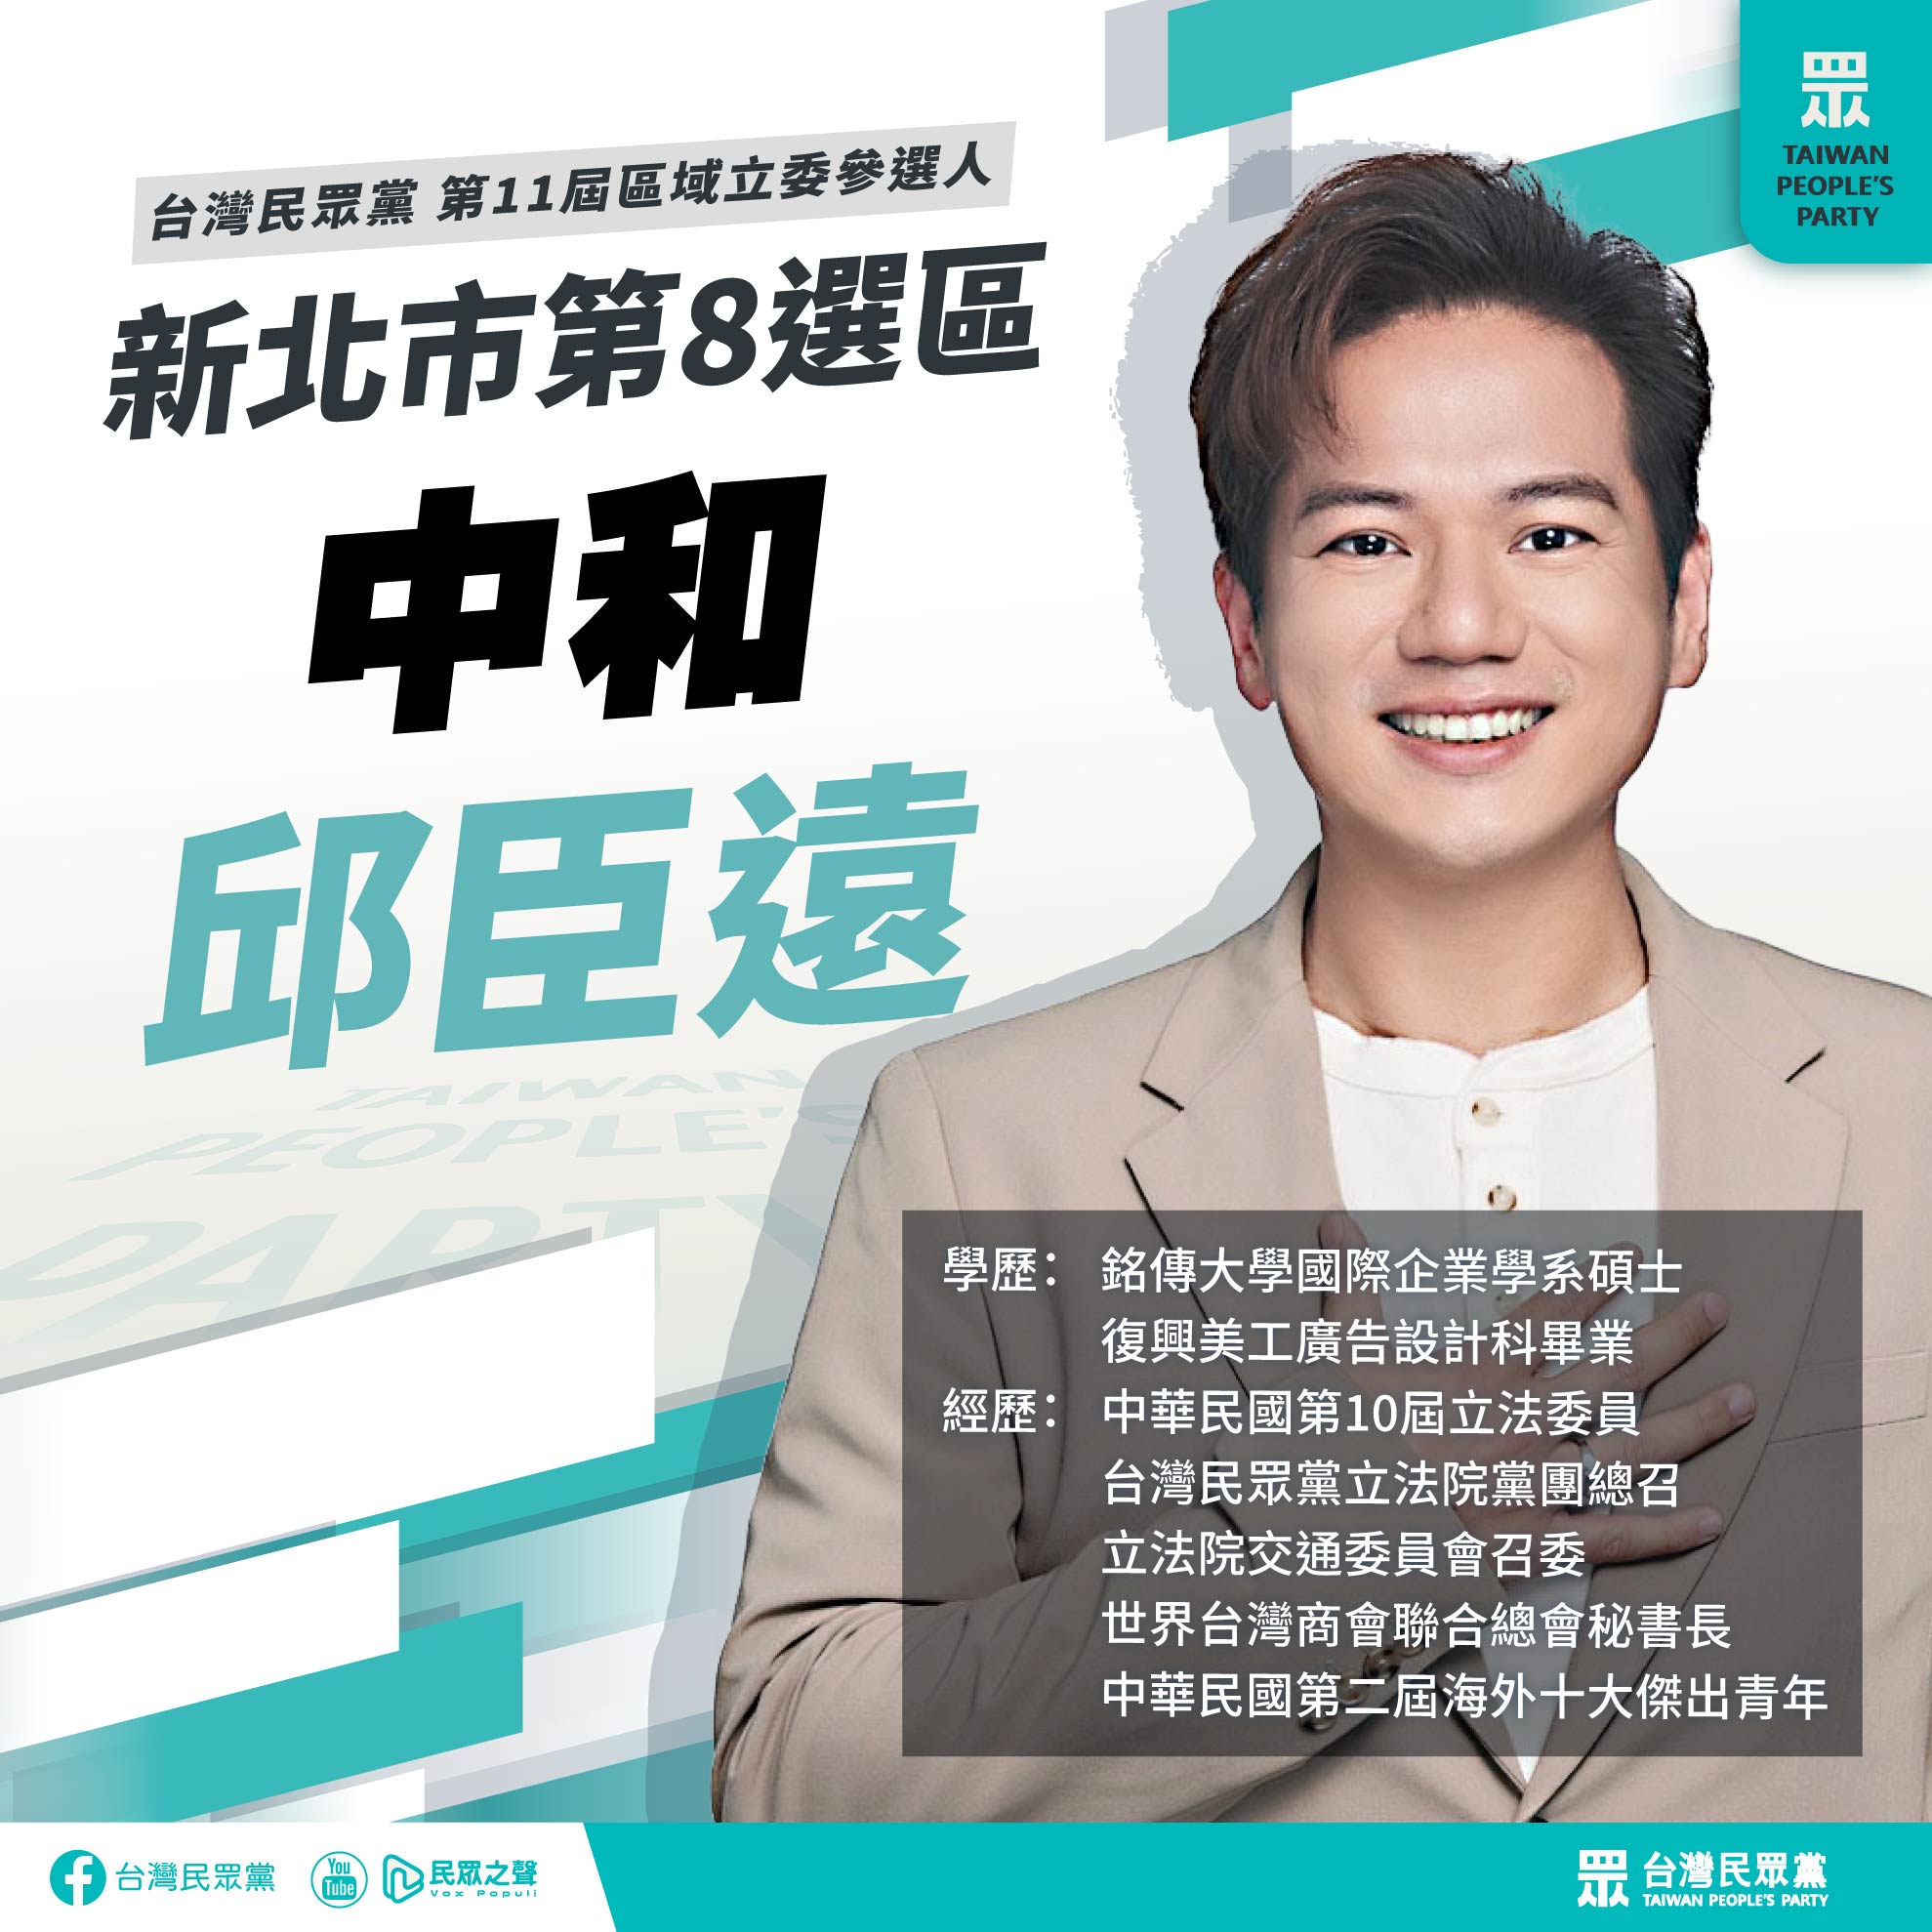 眾
TAIWAN
PEOPLE'S
PARTY
台灣民眾黨 第11屆區域立委參選人
新北市第8選區
中和
邱臣遠
TAIWAN
PEOPLE'S
PARTY
學歷： 銘傳大學國際企業學系碩士
復興美工廣告設計科畢業
經歷： 中華民國第10屆立法委員
台灣民眾黨立法院黨團總召
立法院交通委員會召委
世界台灣商會聯合總會秘書長
中華民國第二屆海外十大傑出青年
f 台灣民眾黨
You
Tube
民眾之聲
Vox Populi
眾 台灣民眾黨
TAIWAN PEOPLE'S PARTY